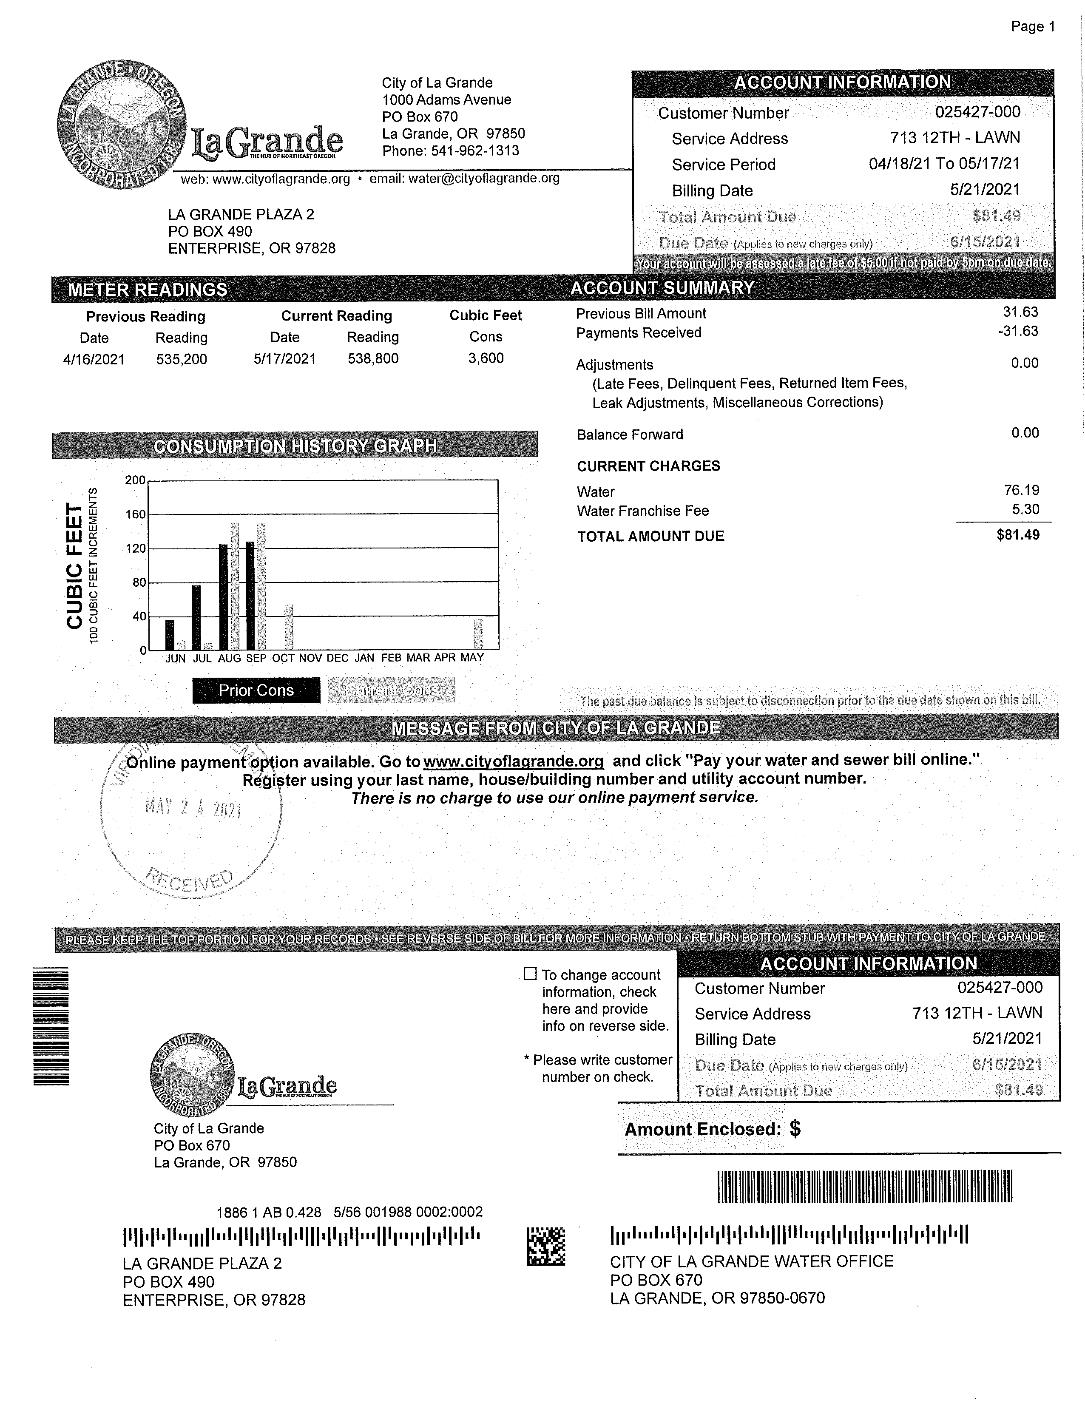 Page 1
LA GRANDE, OREGON
INCORPORATED 1865
LaGrande
THE HUB OF NORTHEAST OREGON
City of La Grande
1000 Adams Avenue
PO Box 670
La Grande, OR 97850
Phone: 541-962-1313
web: www.cityoflagrande.org • email: water@cityoflagrande.org
LA GRANDE PLAZA 2
PO BOX 490
ENTERPRISE, OR 97828
ACCOUNT INFORMATION
Customer Number 025427-000
Service Address 713 12TH - LAWN
Service Period 04/18/21 To 05/17/21
Billing Date 5/21/2021
Total Amount Due $81.49
Due Date (Applies to new charges only) 6/15/2021
Your account will be assessed a late fee of $5.00 if not paid by 5pm on due date.
METER READINGS
Previous Reading Current Reading Cubic Feet
Date Reading Date Reading Cons
4/16/2021 535,200 5/17/2021 538,800 3,600
ACCOUNT SUMMARY
Previous Bill Amount 31.63
Payments Received -31.63
Adjustments 0.00
(Late Fees, Delinquent Fees, Returned Item Fees,
Leak Adjustments, Miscellaneous Corrections)
Balance Forward 0.00
CURRENT CHARGES
Water 76.19
Water Franchise Fee 5.30
TOTAL AMOUNT DUE $81.49
CONSUMPTION HISTORY GRAPH
CUBIC FEET
100 CUBIC FEET INCREMENTS
200
160
120
80
40
0
JUN JUL AUG SEP OCT NOV DEC JAN FEB MAR APR MAY
Prior Cons
The past due balance is subject to disconnection prior to the due date shown on this bill.
MESSAGE FROM CITY OF LA GRANDE
Online payment option available. Go to www.cityoflagrande.org and click "Pay your water and sewer bill online."
Register using your last name, house/building number and utility account number.
There is no charge to use our online payment service.
MAY 24 2021
RECEIVED
PLEASE KEEP THE TOP PORTION FOR YOUR RECORDS • SEE REVERSE SIDE OF BILL FOR MORE INFORMATION • RETURN BOTTOM STUB WITH PAYMENT TO CITY OF LA GRANDE
LaGrande
City of La Grande
PO Box 670
La Grande, OR 97850
To change account
information, check
here and provide
info on reverse side.
* Please write customer
number on check.
ACCOUNT INFORMATION
Customer Number 025427-000
Service Address 713 12TH - LAWN
Billing Date 5/21/2021
Due Date (Applies to new charges only) 6/15/2021
Total Amount Due $81.49
Amount Enclosed: $
1886 1 AB 0.428 5/56 001988 0002:0002
LA GRANDE PLAZA 2
PO BOX 490
ENTERPRISE, OR 97828
CITY OF LA GRANDE WATER OFFICE
PO BOX 670
LA GRANDE, OR 97850-0670